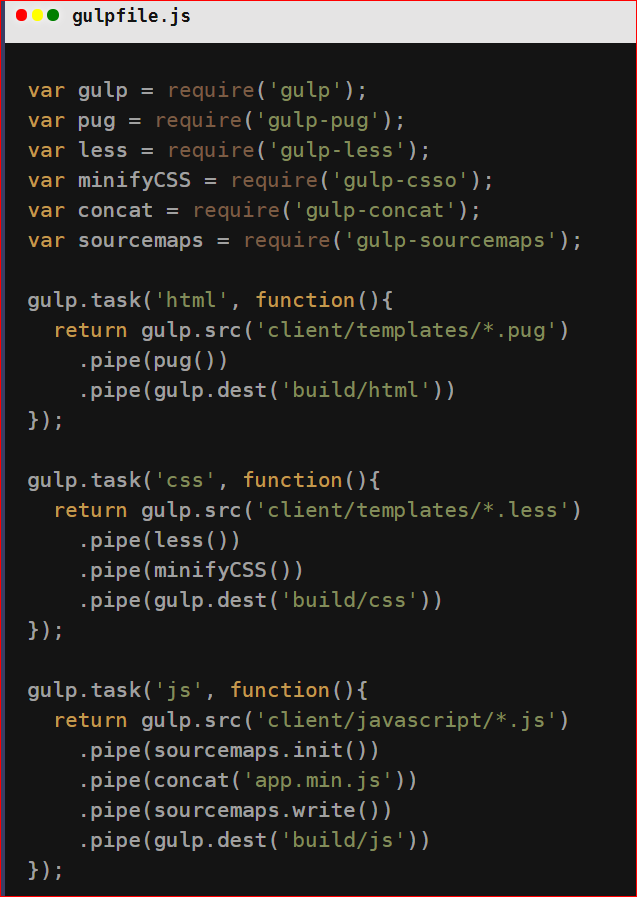 gulpfile.js
var gulp = require('gulp');
var pug = require('gulp-pug');
var less = require('gulp-less');
var minifyCSS = require('gulp-csso');
var concat = require('gulp-concat');
var sourcemaps = require('gulp-sourcemaps');
gulp.task('html', function(){
  return gulp.src('client/templates/*.pug')
    .pipe(pug())
    .pipe(gulp.dest('build/html'))
});
gulp.task('css', function(){
  return gulp.src('client/templates/*.less')
    .pipe(less())
    .pipe(minifyCSS())
    .pipe(gulp.dest('build/css'))
});
gulp.task('js', function(){
  return gulp.src('client/javascript/*.js')
    .pipe(sourcemaps.init())
    .pipe(concat('app.min.js'))
    .pipe(sourcemaps.write())
    .pipe(gulp.dest('build/js'))
});